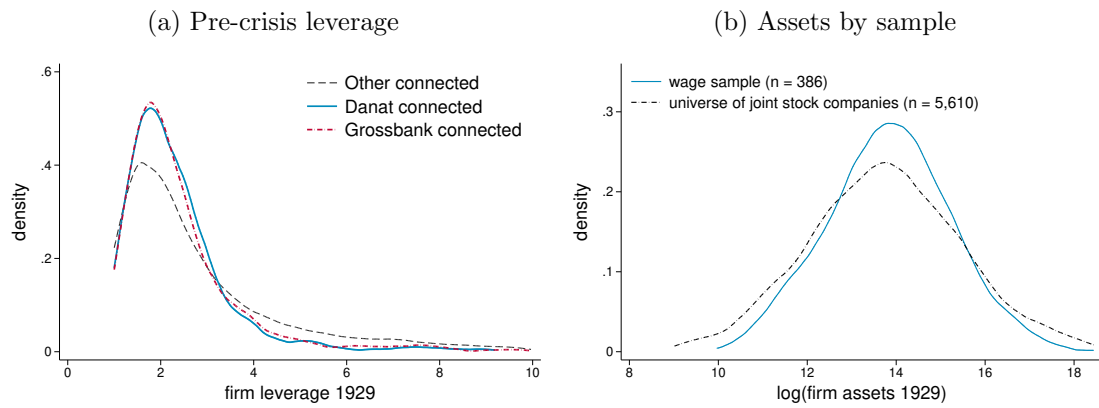 (a) Pre-crisis leverage
.6
.4
.2
0
density
0 2 4 6 8 10
firm leverage 1929
Other connected
Danat connected
Grossbank connected
(b) Assets by sample
.3
.2
.1
0
density
8 10 12 14 16 18
log(firm assets 1929)
wage sample (n = 386)
universe of joint stock companies (n = 5,610)